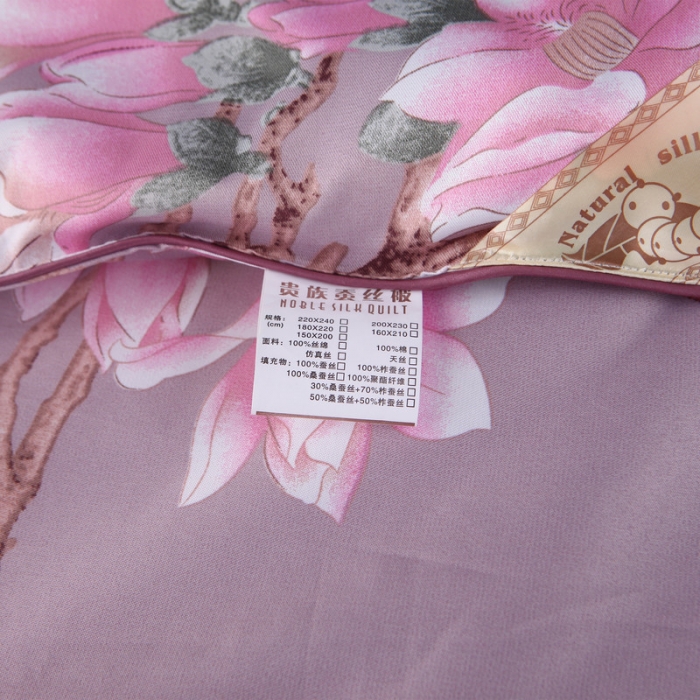 Natural silk
贵族蚕丝被
NOBLE SILK QUILT
规格: 220X240 □ 200X230 □
(cm) 180X220 □ 160X210 □
150X200 □
面料: 100%丝绵 □ 100%棉 □
仿真丝 □ 天丝 □
填充物: 100%蚕丝 □ 100%柞蚕丝 □
100%桑蚕丝 □ 100%聚酯纤维 □
30%桑蚕丝+70%柞蚕丝 □
50%桑蚕丝+50%柞蚕丝 □